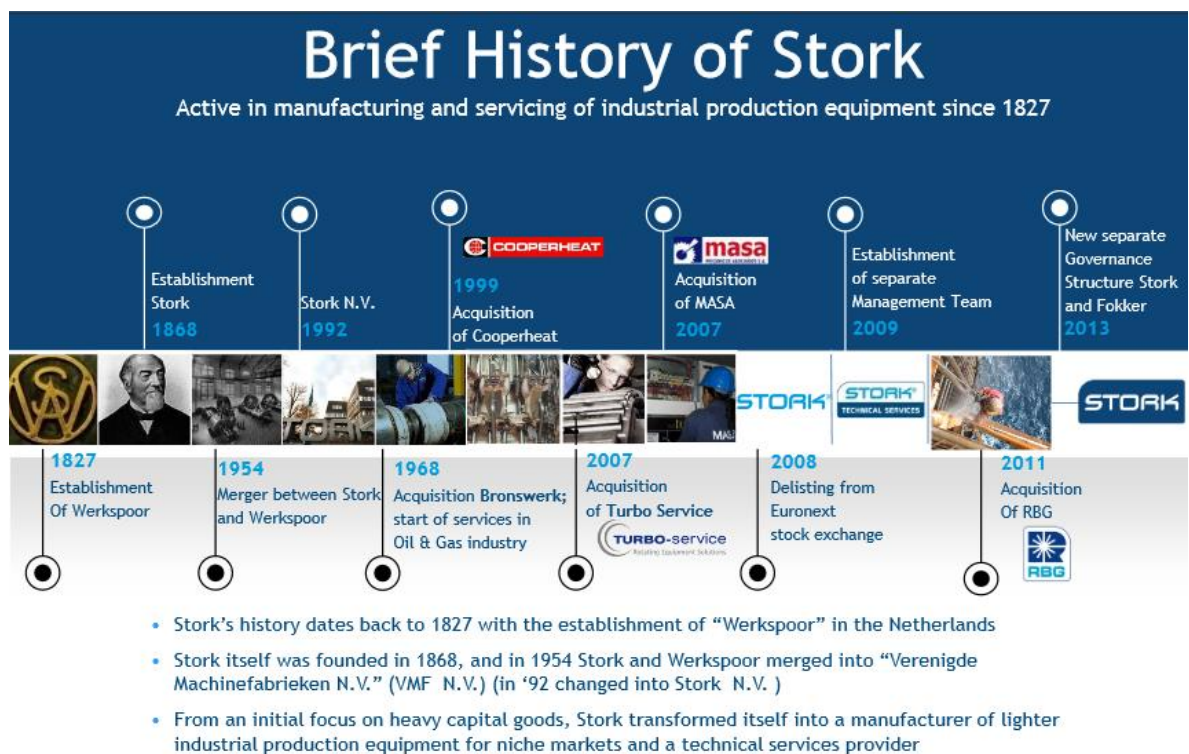 Brief History of Stork
Active in manufacturing and servicing of industrial production equipment since 1827
Establishment
Stork
1868
Stork N.V.
1992
COOPERHEAT
1999
Acquisition
of Cooperheat
masa
Acquisition
of MASA
2007
Establishment
of separate
Management Team
2009
New separate
Governance
Structure Stork
and Fokker
2013
STORK
STORK
TECHNICAL SERVICES
STORK
1827
Establishment
Of Werkspoor
1954
Merger between Stork
and Werkspoor
1968
Acquisition Bronswerk;
start of services in
Oil & Gas industry
2007
Acquisition
of Turbo Service
TURBO-service
Rotating Equipment Solutions
2008
Delisting from
Euronext
stock exchange
2011
Acquisition
Of RBG
RBG
• Stork's history dates back to 1827 with the establishment of “Werkspoor” in the Netherlands
• Stork itself was founded in 1868, and in 1954 Stork and Werkspoor merged into “Verenigde
Machinefabrieken N.V.” (VMF N.V.) (in ‘92 changed into Stork N.V. )
• From an initial focus on heavy capital goods, Stork transformed itself into a manufacturer of lighter
industrial production equipment for niche markets and a technical services provider